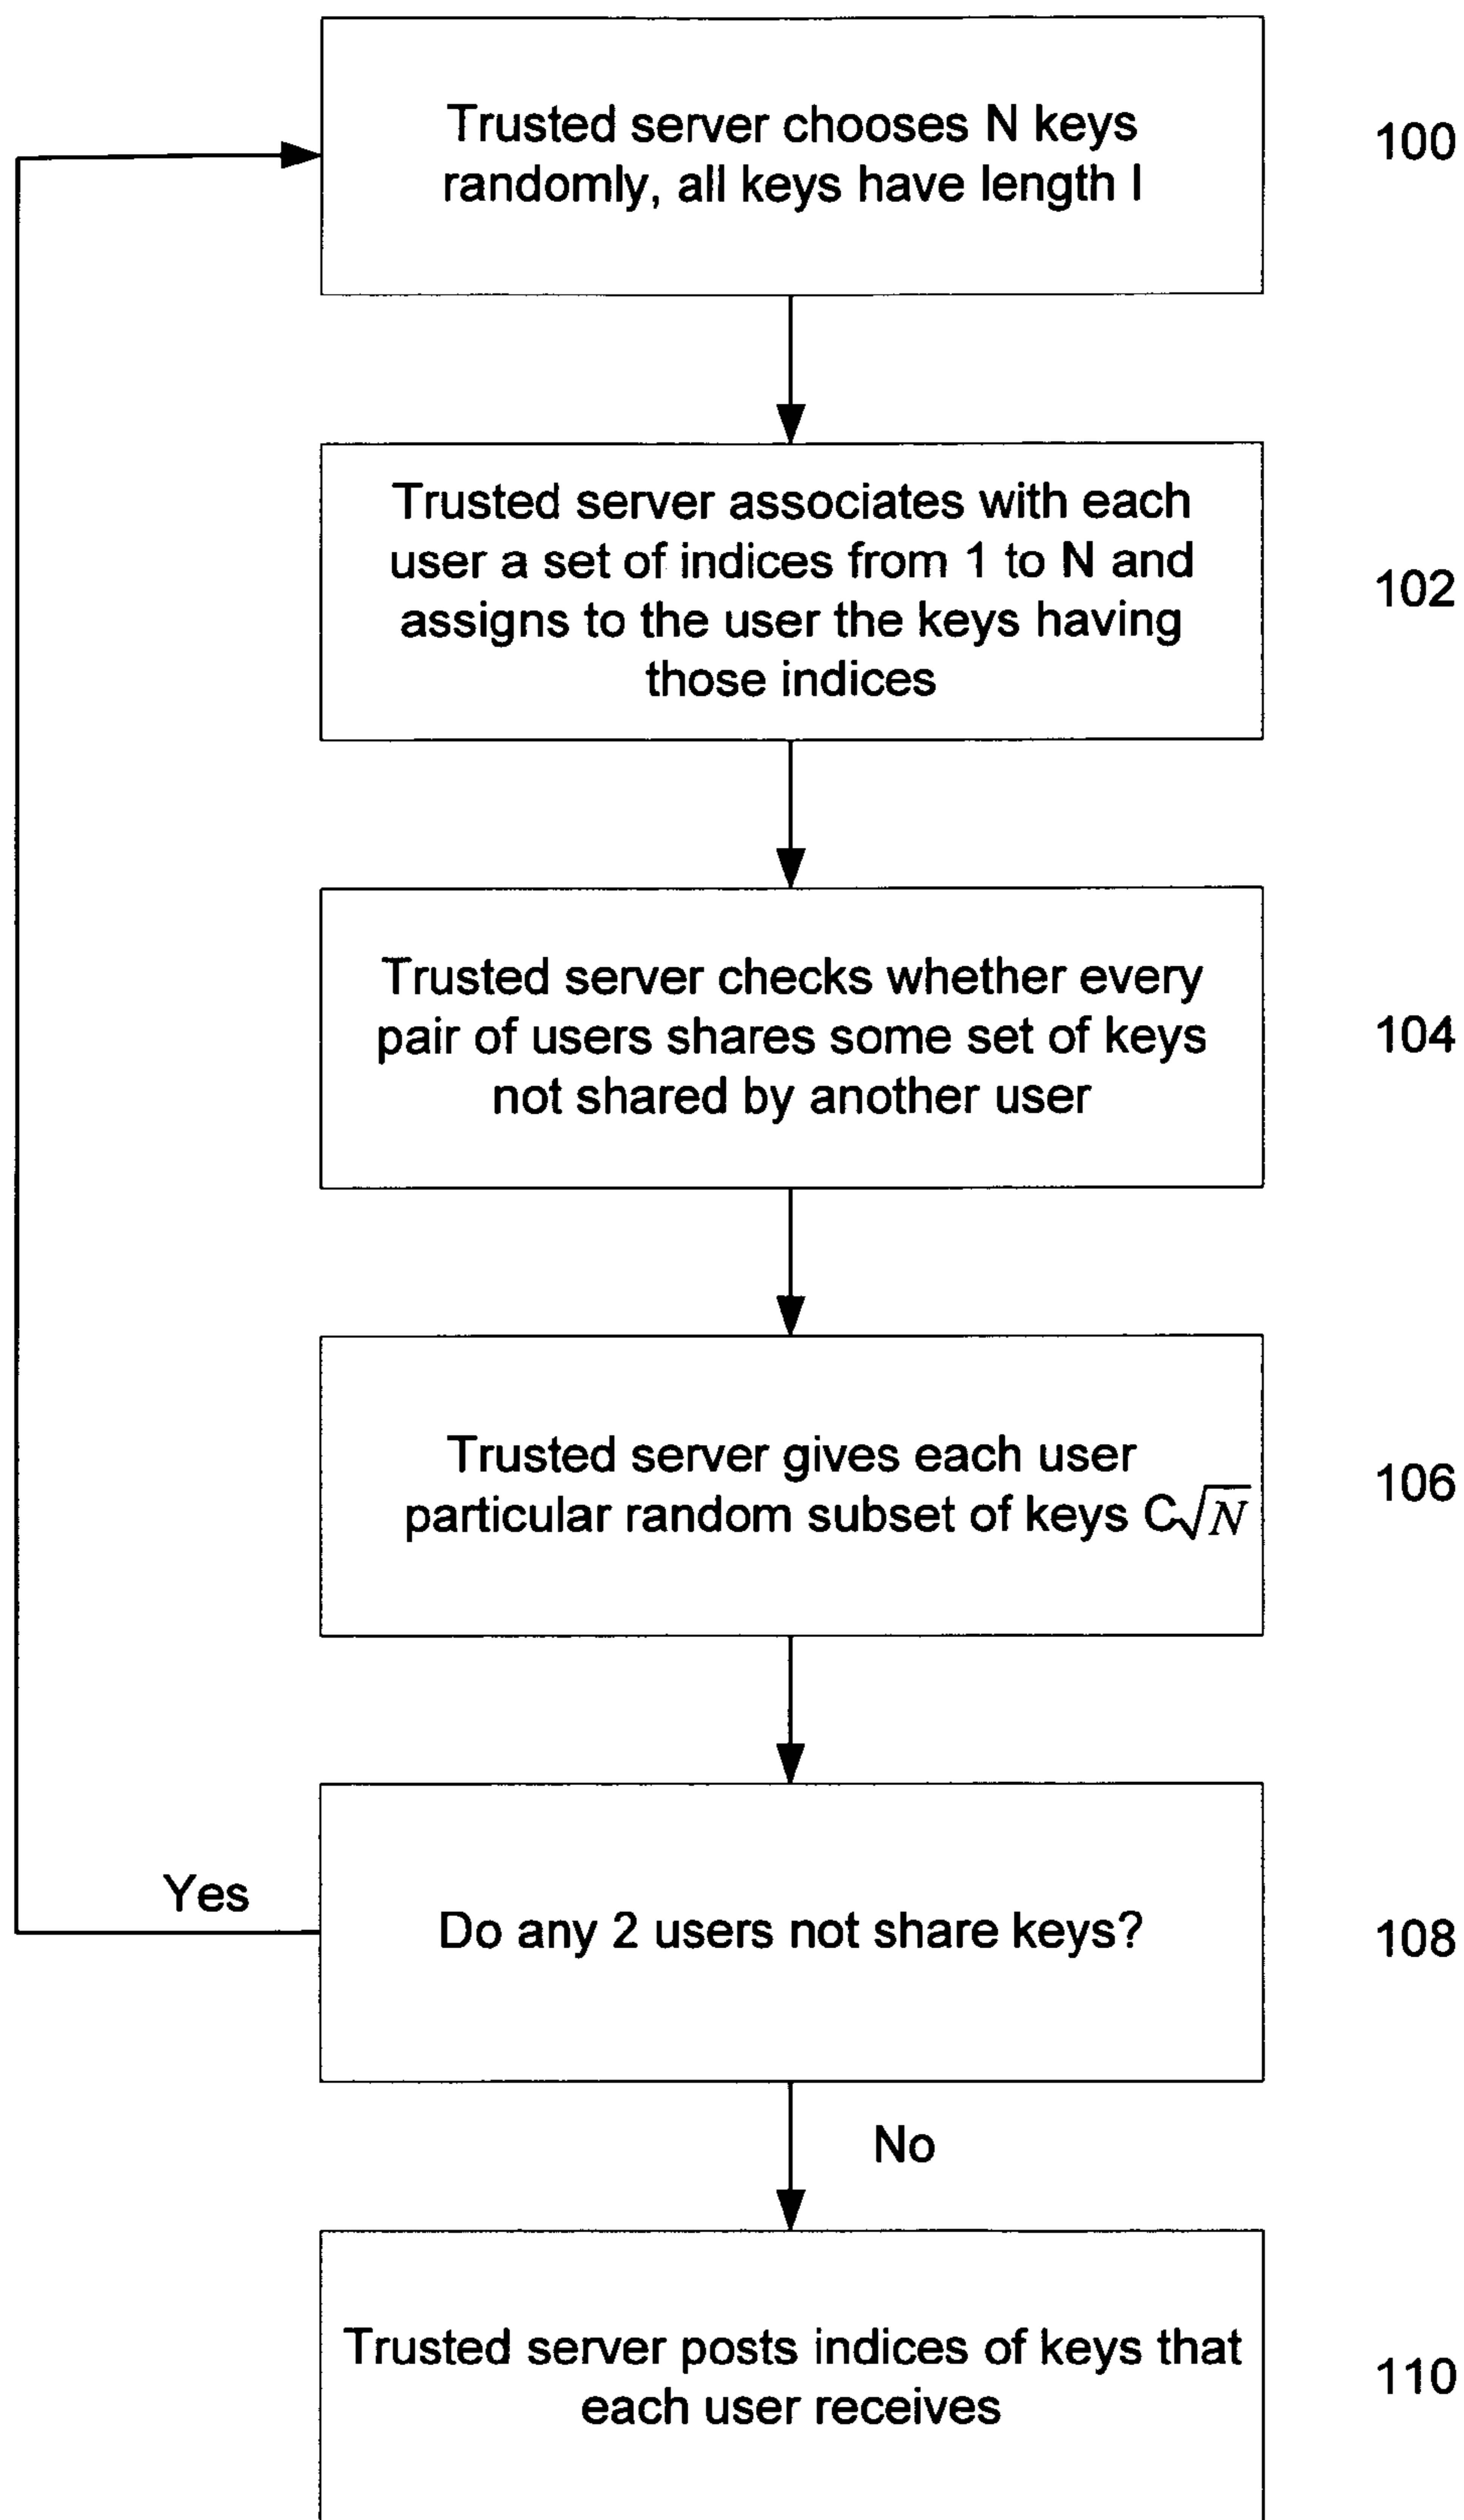 Trusted server chooses N keys
randomly, all keys have length l
100
Trusted server associates with each
user a set of indices from 1 to N and
assigns to the user the keys having
those indices
102
Trusted server checks whether every
pair of users shares some set of keys
not shared by another user
104
Trusted server gives each user
particular random subset of keys C√N
106
Yes
Do any 2 users not share keys?
108
No
Trusted server posts indices of keys that
each user receives
110